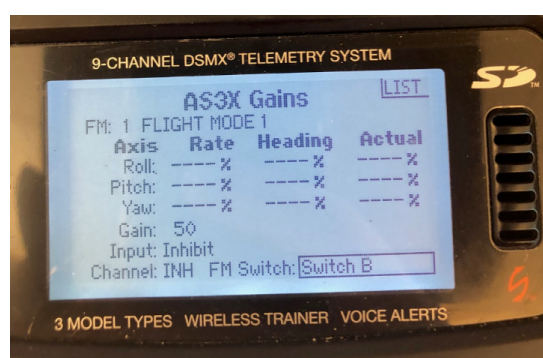 9-CHANNEL DSMX® TELEMETRY SYSTEM
SD™
LIST
AS3X Gains
FM: 1 FLIGHT MODE 1
Axis Rate Heading Actual
Roll: ----% ----% ----%
Pitch: ----% ----% ----%
Yaw: ----% ----% ----%
Gain: 50
Input: Inhibit
Channel: INH FM Switch: Switch B
3 MODEL TYPES WIRELESS TRAINER VOICE ALERTS